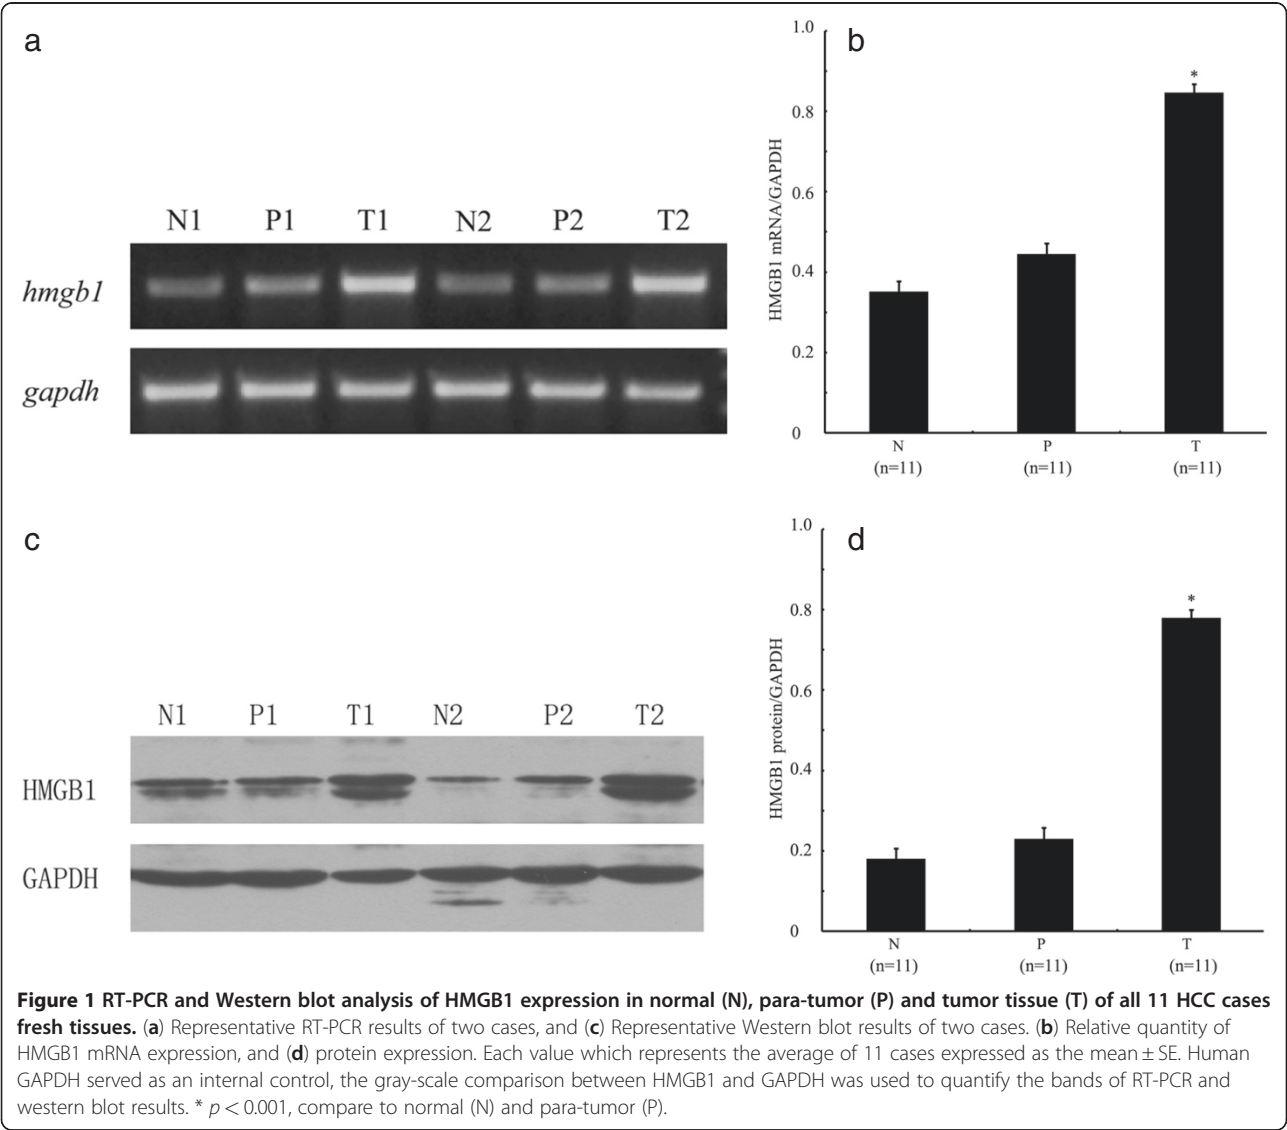 a
N1 P1 T1 N2 P2 T2
hmgb1
gapdh
b
HMGB1 mRNA/GAPDH
1.0
0.8
0.6
0.4
0.2
0
*
N P T
(n=11) (n=11) (n=11)
c
N1 P1 T1 N2 P2 T2
HMGB1
GAPDH
d
HMGB1 protein/GAPDH
1.0
0.8
0.6
0.4
0.2
0
*
N P T
(n=11) (n=11) (n=11)
Figure 1 RT-PCR and Western blot analysis of HMGB1 expression in normal (N), para-tumor (P) and tumor tissue (T) of all 11 HCC cases
fresh tissues. (a) Representative RT-PCR results of two cases, and (c) Representative Western blot results of two cases. (b) Relative quantity of
HMGB1 mRNA expression, and (d) protein expression. Each value which represents the average of 11 cases expressed as the mean ± SE. Human
GAPDH served as an internal control, the gray-scale comparison between HMGB1 and GAPDH was used to quantify the bands of RT-PCR and
western blot results. * p < 0.001, compare to normal (N) and para-tumor (P).